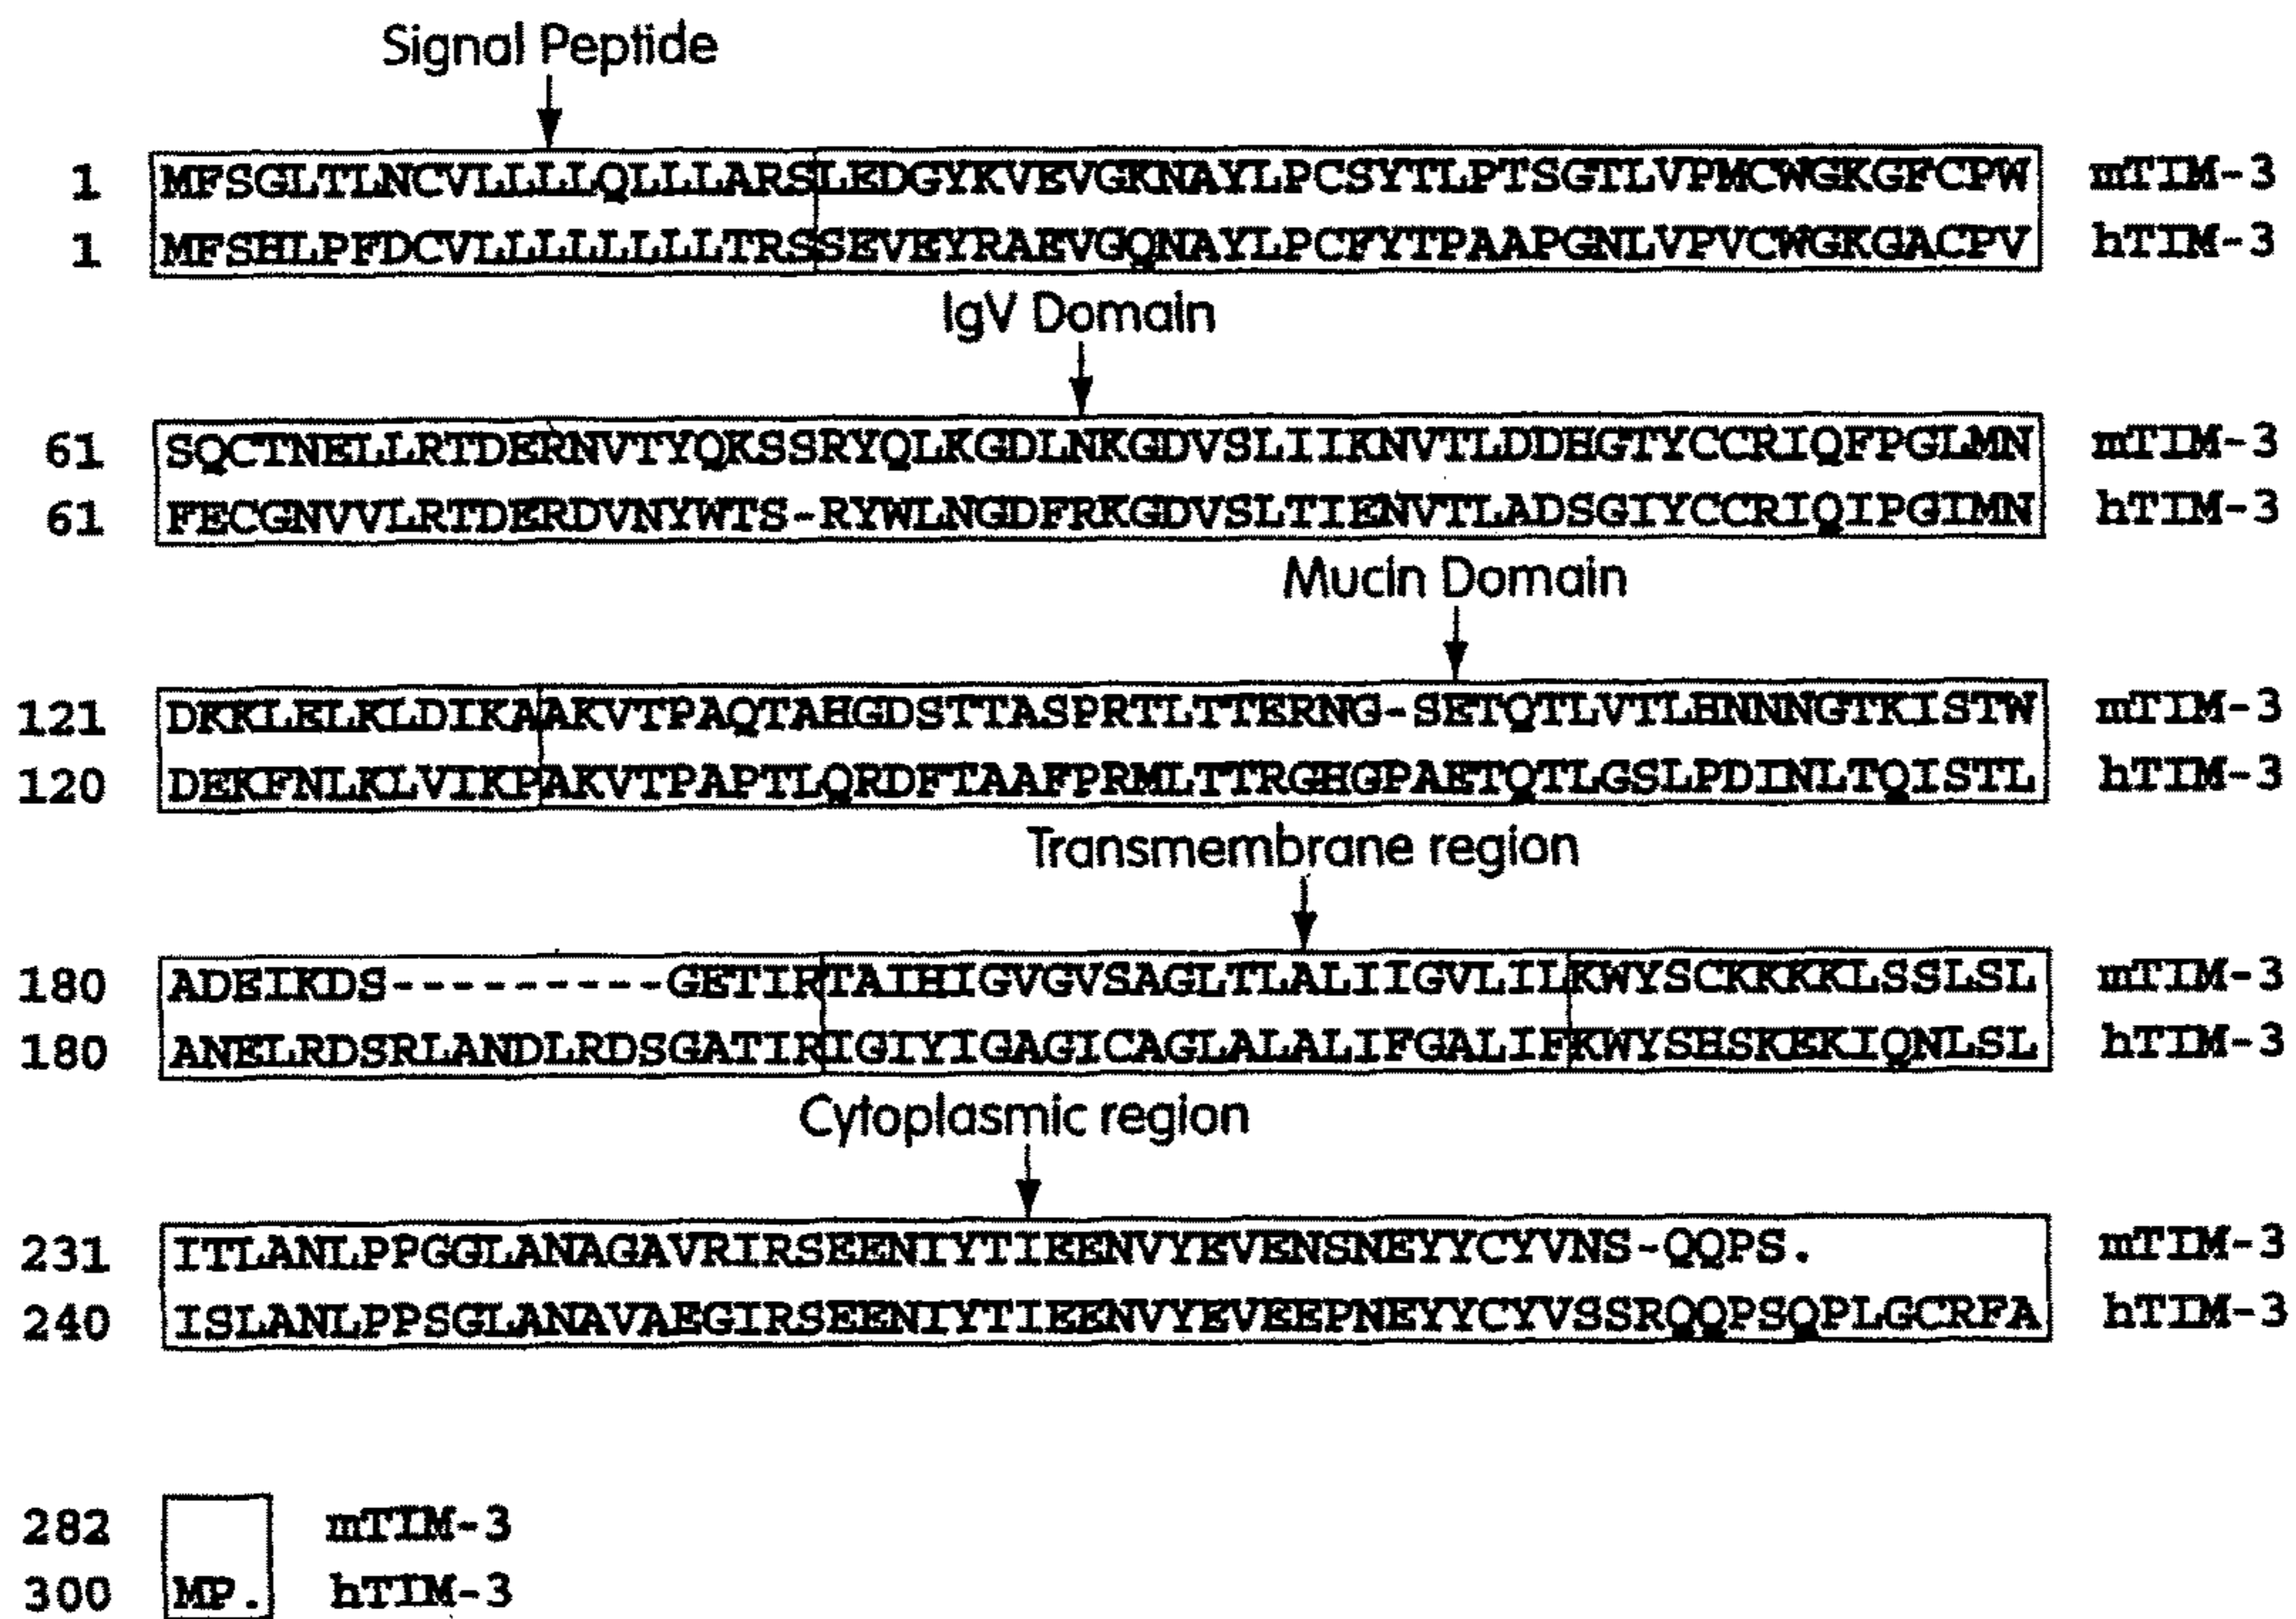 Signal Peptide
1 MFSGLTLNCVLLLLQLLLARSLEDGYKVEVGKNAYLPCSYTLPTSGTLVPMCWGKGFCPW mTIM-3
1 MFSHLPFDCVLLLLLLLLTRSSEVEYRAEVGQNAYLPCFYTPAAPGNLVPVCWGKGACPV hTIM-3
IgV Domain
61 SQCTNELLRTDERNVTYQKSSRYQLKGDLNKGDVSLIIKNVTLDDHGTYCCRIQFPGLMN mTIM-3
61 FECGNVVLRTDERDVNYWTS-RYWLNGDFRKGDVSLTIENVTLADSGIYCCRIQIPGIMN hTIM-3
Mucin Domain
121 DKKLELKLDIKAAKVTPAQTAHGDSTTASPRTLTTERNG-SETQTLVTLHNNNGTKISTW mTIM-3
120 DEKFNLKLVIKPAKVTPAPTLQRDFTAAFPRMLTTRGHGPAETQTLGSLPDINLTQISTL hTIM-3
Transmembrane region
180 ADEIKDS---------GETIRTAIHIGVGVSAGLTLALIIGVLILKWYSCKKKKLSSLSL mTIM-3
180 ANELRDSRLANDLRDSGATIRIGIYIGAGICAGLALALIFGALIFKWYSHSKEKIQNLSL hTIM-3
Cytoplasmic region
231 ITLANLPPGGLANAGAVRIRSEENIYTIEENVYEVENSNEYYCYVNS-QQPS. mTIM-3
240 ISLANLPPSGLANAVAEGIRSEENIYTIEENVYEVEEPNEYYCYVSSRQQPSQPLGCRFA hTIM-3
282 mTIM-3
300 MP. hTIM-3